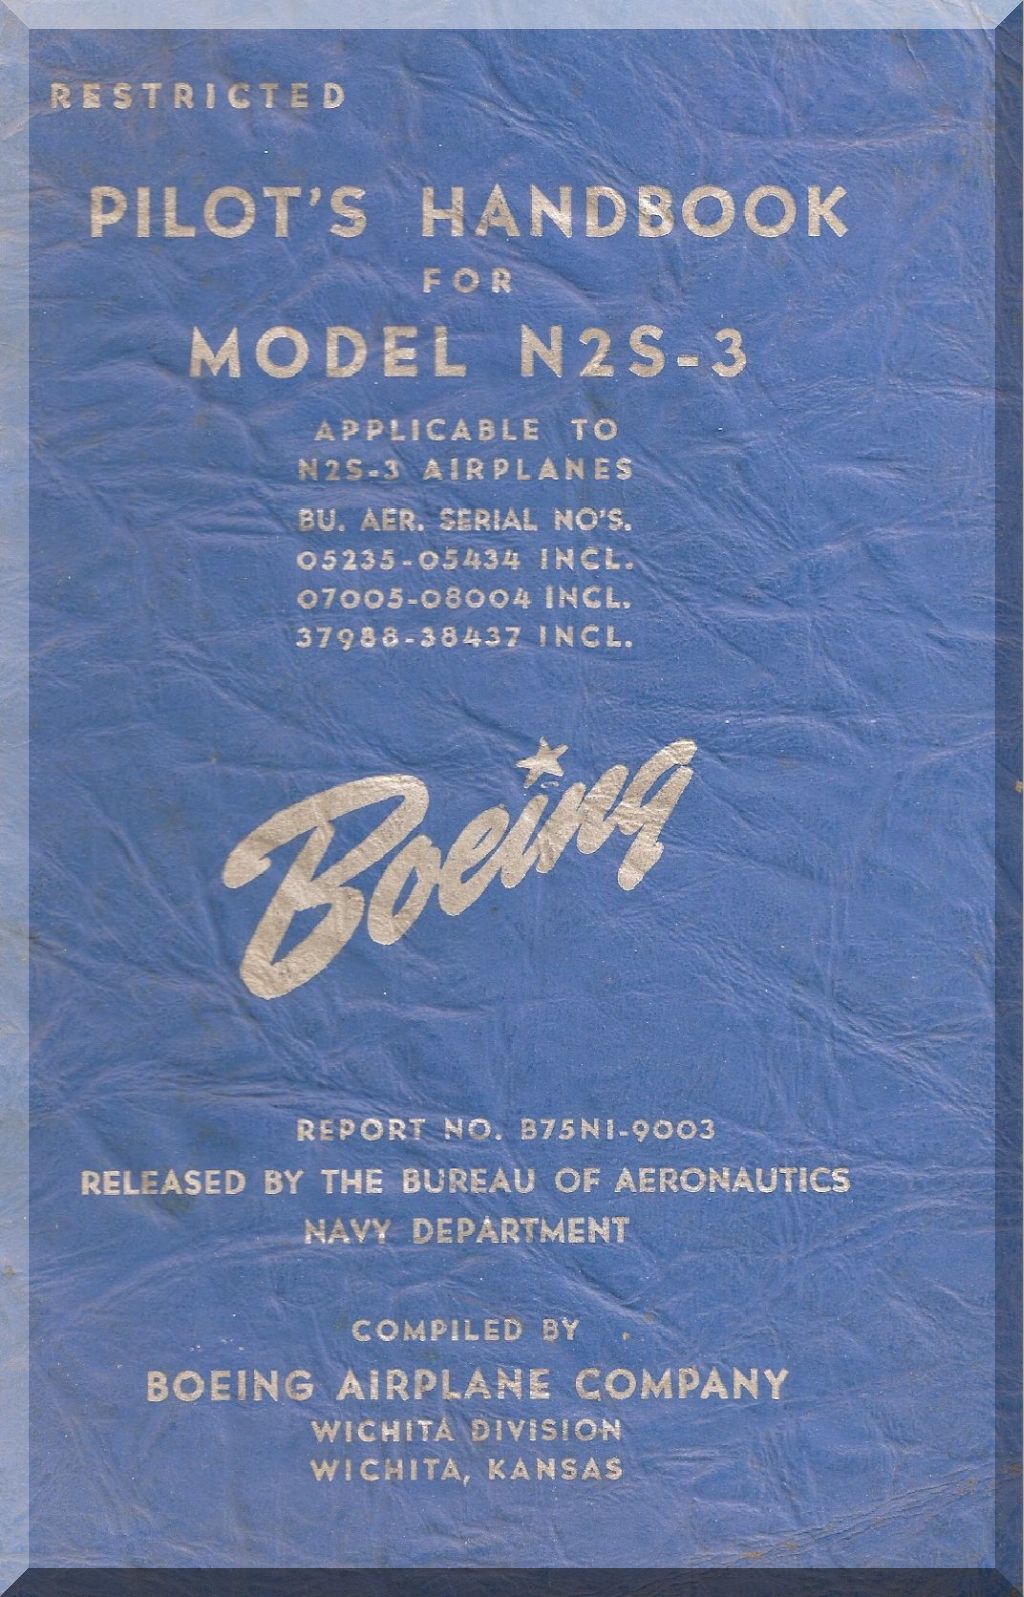 RESTRICTED
PILOT'S HANDBOOK
FOR
MODEL N2S-3
APPLICABLE TO
N2S-3 AIRPLANES
BU. AER. SERIAL NO'S.
05235-05434 INCL.
07005-08004 INCL.
37988-38437 INCL.
Boeing
REPORT NO. B75N1-9003
RELEASED BY THE BUREAU OF AERONAUTICS
NAVY DEPARTMENT
COMPILED BY
BOEING AIRPLANE COMPANY
WICHITA DIVISION
WICHITA, KANSAS